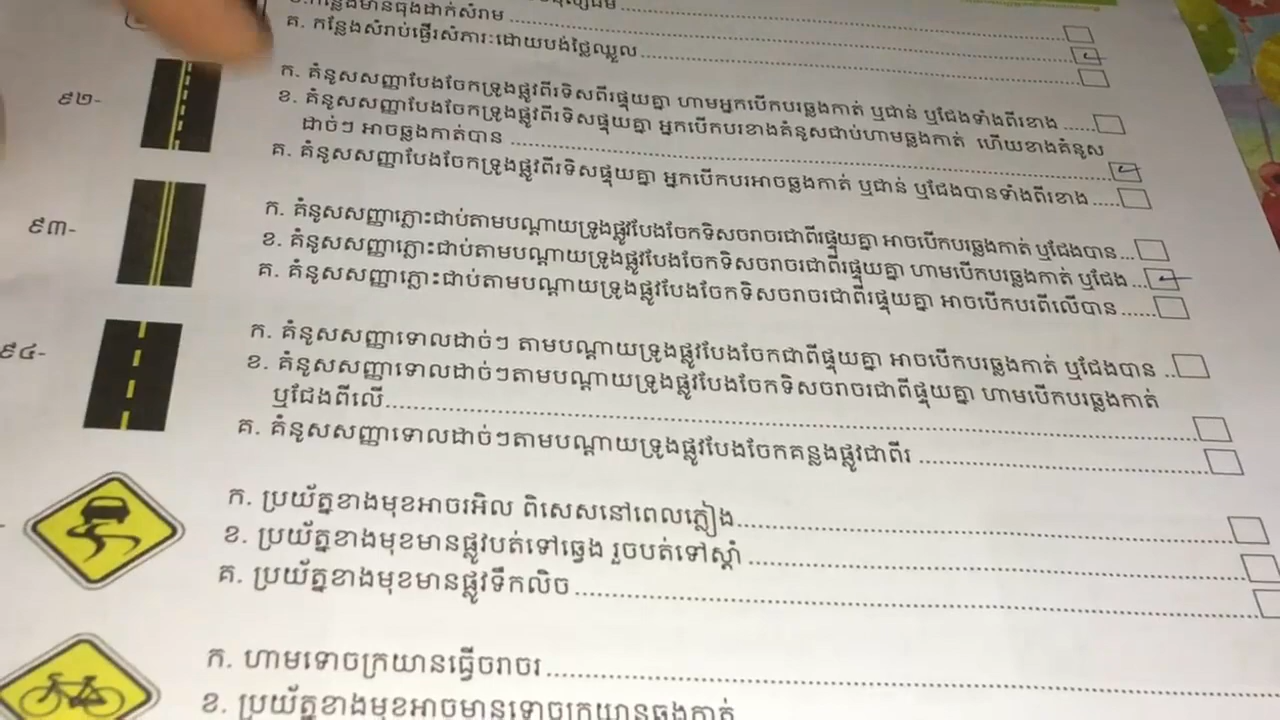 ខ.កន្លែងមានធុងដាក់សំរាម
គ. កន្លែងសំរាប់ផ្ញើរសំភារៈដោយបង់ថ្លៃឈ្នួល
៩២-
ក. គំនូសសញ្ញាបែងចែកទ្រូងផ្លូវពីរទិសពីរផ្ទុយគ្នា ហាមអ្នកបើកបរឆ្លងកាត់ ឬជាន់ ឬជែងទាំងពីរខាង
ខ. គំនូសសញ្ញាបែងចែកទ្រូងផ្លូវពីរទិសផ្ទុយគ្នា អ្នកបើកបរខាងគំនូសជាប់ហាមឆ្លងកាត់ ហើយខាងគំនូស
ដាច់ៗ អាចឆ្លងកាត់បាន
គ. គំនូសសញ្ញាបែងចែកទ្រូងផ្លូវពីរទិសផ្ទុយគ្នា អ្នកបើកបរអាចឆ្លងកាត់ ឬជាន់ ឬជែងបានទាំងពីរខាង
៩៣-
ក. គំនូសសញ្ញាភ្លោះជាប់តាមបណ្ដោយទ្រូងផ្លូវបែងចែកទិសចរាចរជាពីរផ្ទុយគ្នា អាចបើកបរឆ្លងកាត់ ឬជែងបាន
ខ. គំនូសសញ្ញាភ្លោះជាប់តាមបណ្ដោយទ្រូងផ្លូវបែងចែកទិសចរាចរជាពីរផ្ទុយគ្នា ហាមបើកបរឆ្លងកាត់ ឬជែង
គ. គំនូសសញ្ញាភ្លោះជាប់តាមបណ្ដោយទ្រូងផ្លូវបែងចែកទិសចរាចរជាពីរផ្ទុយគ្នា អាចបើកបរពីលើបាន
៩៤-
ក. គំនូសសញ្ញាទោលដាច់ៗ តាមបណ្ដោយទ្រូងផ្លូវបែងចែកជាពីផ្ទុយគ្នា អាចបើកបរឆ្លងកាត់ ឬជែងបាន
ខ. គំនូសសញ្ញាទោលដាច់ៗតាមបណ្ដោយទ្រូងផ្លូវបែងចែកទិសចរាចរជាពីផ្ទុយគ្នា ហាមបើកបរឆ្លងកាត់
ឬជែងពីលើ
គ. គំនូសសញ្ញាទោលដាច់ៗតាមបណ្ដោយទ្រូងផ្លូវបែងចែកគន្លងផ្លូវជាពីរ
ក. ប្រយ័ត្នខាងមុខអាចរអិល ពិសេសនៅពេលភ្លៀង
ខ. ប្រយ័ត្នខាងមុខមានផ្លូវបត់ទៅឆ្វេង រួចបត់ទៅស្ដាំ
គ. ប្រយ័ត្នខាងមុខមានផ្លូវទឹកលិច
ក. ហាមទោចក្រយានធ្វើចរាចរ
ខ. ប្រយ័ត្នខាងមុខអាចមានទោចក្រយានឆ្លងកាត់